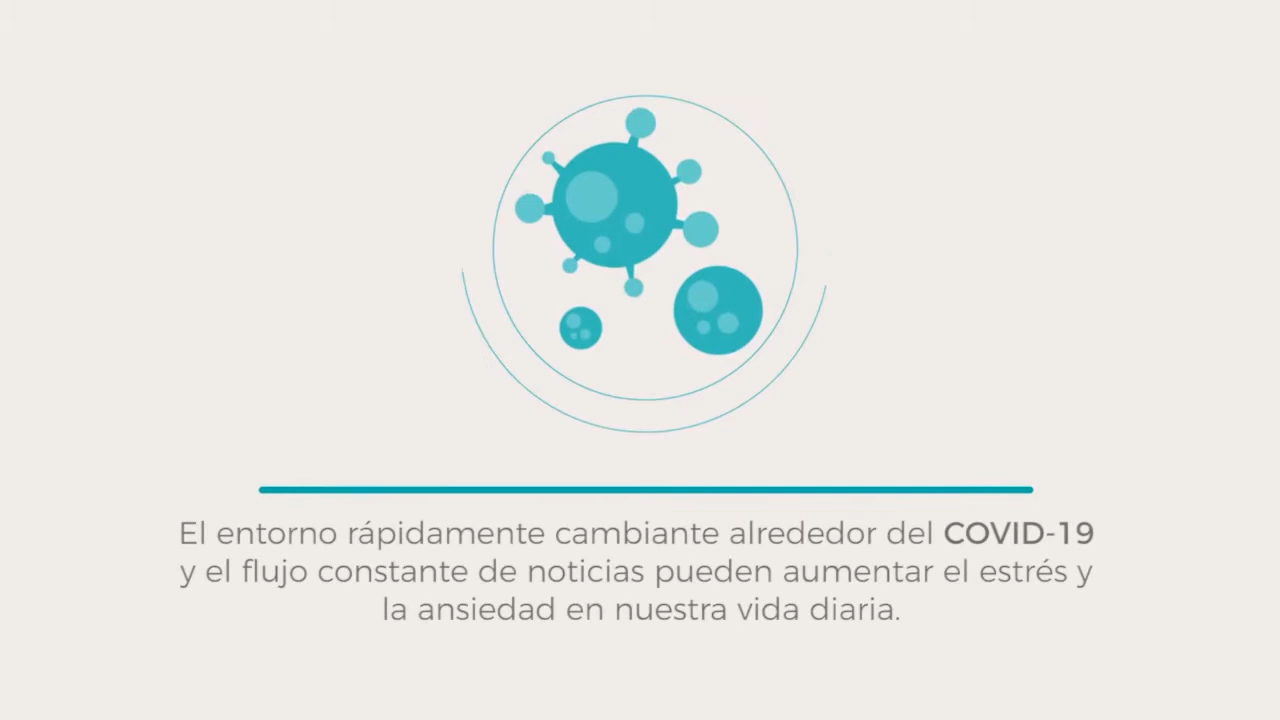 El entorno rápidamente cambiante alrededor del COVID-19
y el flujo constante de noticias pueden aumentar el estrés y
la ansiedad en nuestra vida diaria.